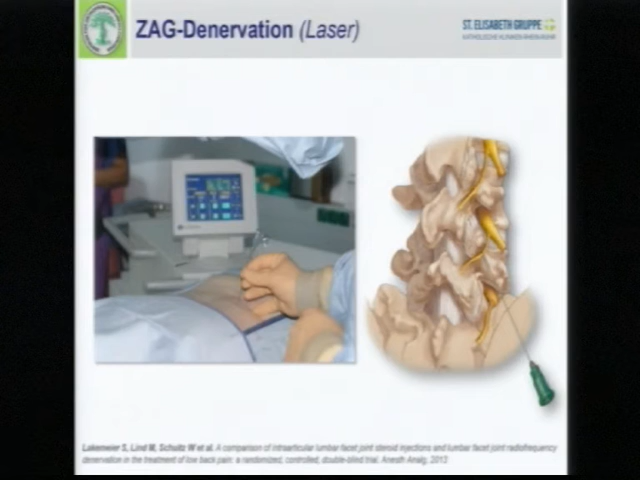 ZAG-Denervation (Laser)
ST. ELISABETH GRUPPE
KATHOLISCHE KLINIKEN RHEIN-RUHR
Lakemeier S, Lind M, Schultz W et al. A comparison of intraarticular lumbar facet joint steroid injections and lumbar facet joint radiofrequency
denervation in the treatment of low back pain: a randomized, controlled, double-blind trial. Anesth Analg. 2013